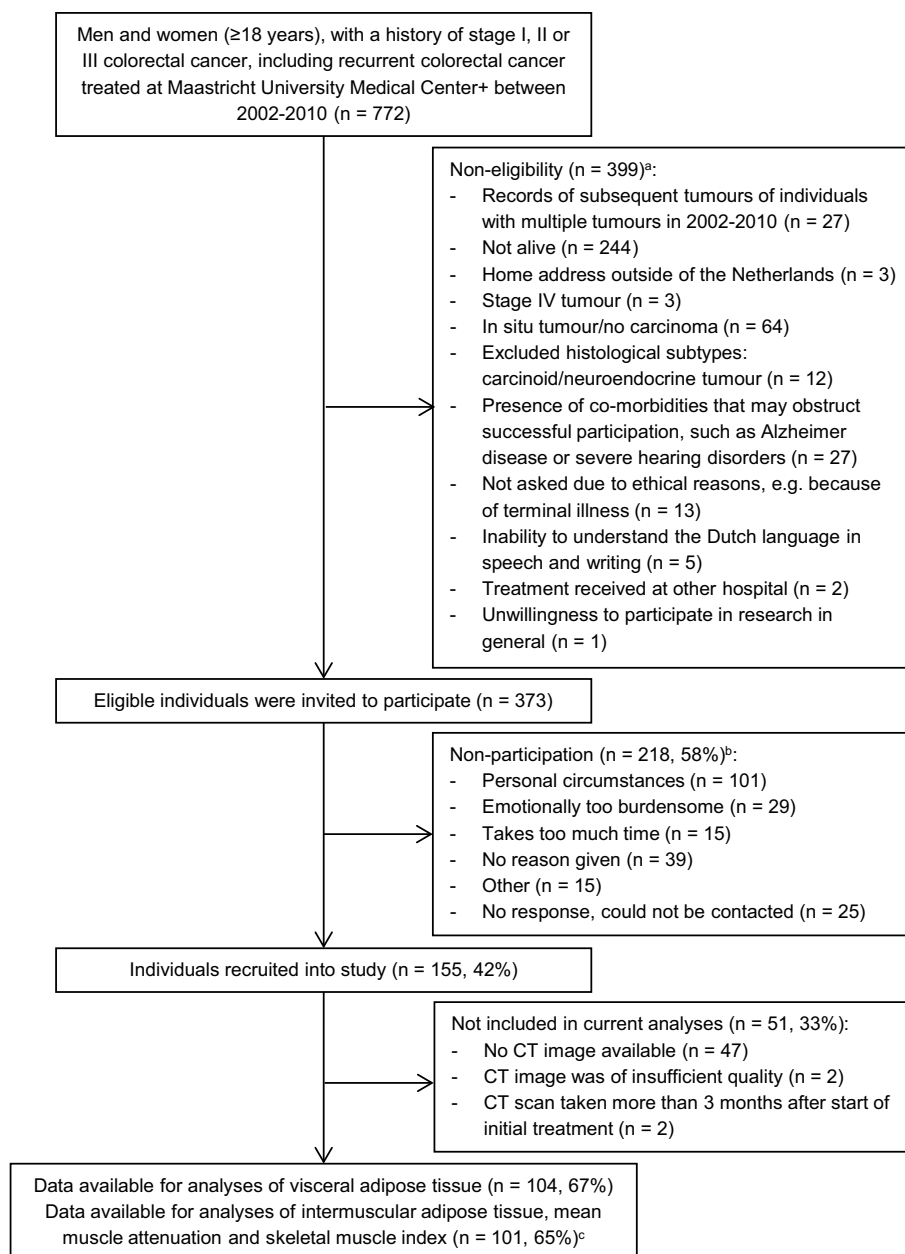 Men and women (≥18 years), with a history of stage I, II or
III colorectal cancer, including recurrent colorectal cancer
treated at Maastricht University Medical Center+ between
2002-2010 (n = 772)
Non-eligibility (n = 399)ᵃ:
- Records of subsequent tumours of individuals
with multiple tumours in 2002-2010 (n = 27)
- Not alive (n = 244)
- Home address outside of the Netherlands (n = 3)
- Stage IV tumour (n = 3)
- In situ tumour/no carcinoma (n = 64)
- Excluded histological subtypes:
carcinoid/neuroendocrine tumour (n = 12)
- Presence of co-morbidities that may obstruct
successful participation, such as Alzheimer
disease or severe hearing disorders (n = 27)
- Not asked due to ethical reasons, e.g. because
of terminal illness (n = 13)
- Inability to understand the Dutch language in
speech and writing (n = 5)
- Treatment received at other hospital (n = 2)
- Unwillingness to participate in research in
general (n = 1)
Eligible individuals were invited to participate (n = 373)
Non-participation (n = 218, 58%)ᵇ:
- Personal circumstances (n = 101)
- Emotionally too burdensome (n = 29)
- Takes too much time (n = 15)
- No reason given (n = 39)
- Other (n = 15)
- No response, could not be contacted (n = 25)
Individuals recruited into study (n = 155, 42%)
Not included in current analyses (n = 51, 33%):
- No CT image available (n = 47)
- CT image was of insufficient quality (n = 2)
- CT scan taken more than 3 months after start of
initial treatment (n = 2)
Data available for analyses of visceral adipose tissue (n = 104, 67%)
Data available for analyses of intermuscular adipose tissue, mean
muscle attenuation and skeletal muscle index (n = 101, 65%)ᶜ